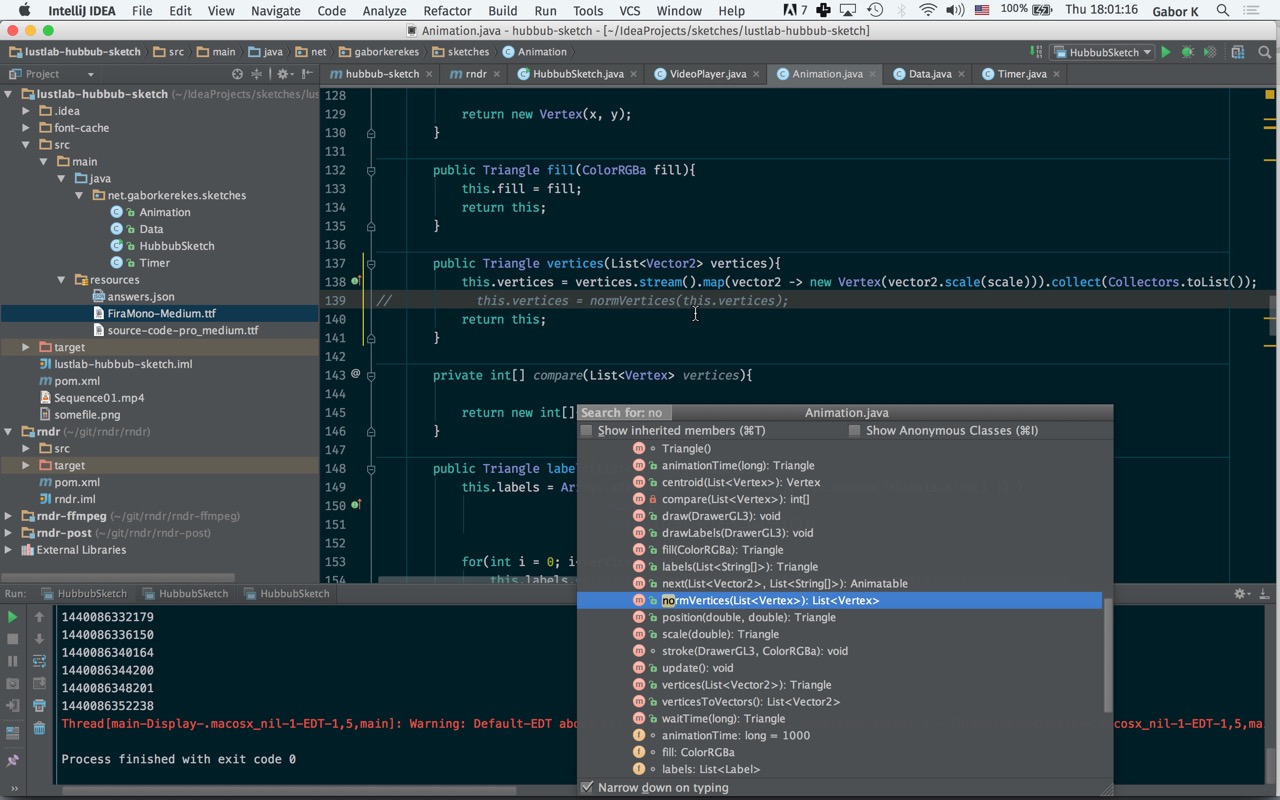 IntelliJ IDEA File Edit View Navigate Code Analyze Refactor Build Run Tools VCS Window Help 7 100% Thu 18:01:16 Gabor K
Animation.java - hubbub-sketch - [~/IdeaProjects/sketches/lustlab-hubbub-sketch]
lustlab-hubbub-sketch src main java net gaborkerekes sketches Animation HubbubSketch
Project hubbub-sketch rndr HubbubSketch.java VideoPlayer.java Animation.java Data.java Timer.java
lustlab-hubbub-sketch (~/IdeaProjects/sketches/lus
.idea
font-cache
src
main
java
net.gaborkerekes.sketches
Animation
Data
HubbubSketch
Timer
resources
answers.json
FiraMono-Medium.ttf
source-code-pro_medium.ttf
target
lustlab-hubbub-sketch.iml
pom.xml
Sequence01.mp4
somefile.png
rndr (~/git/rndr/rndr)
src
target
pom.xml
rndr.iml
rndr-ffmpeg (~/git/rndr/rndr-ffmpeg)
rndr-post (~/git/rndr/rndr-post)
External Libraries
128
129 return new Vertex(x, y);
130 }
131
132 public Triangle fill(ColorRGBa fill){
133 this.fill = fill;
134 return this;
135 }
136
137 public Triangle vertices(List<Vector2> vertices){
138 this.vertices = vertices.stream().map(vector2 -> new Vertex(vector2.scale(scale))).collect(Collectors.toList());
139 // this.vertices = normVertices(this.vertices);
140 return this;
141 }
142
143 @ private int[] compare(List<Vertex> vertices){
144
145 return new int[]
146 }
147
148 public Triangle label
149 this.labels = Ar
150
151
152
153 for(int i = 0; i
154 this.labels.
Search for: no Animation.java
Show inherited members (⌘T) Show Anonymous Classes (⌘I)
Triangle()
animationTime(long): Triangle
centroid(List<Vertex>): Vertex
compare(List<Vertex>): int[]
draw(DrawerGL3): void
drawLabels(DrawerGL3): void
fill(ColorRGBa): Triangle
labels(List<String[]>): Triangle
next(List<Vector2>, List<String[]>): Animatable
normVertices(List<Vertex>): List<Vertex>
position(double, double): Triangle
scale(double): Triangle
stroke(DrawerGL3, ColorRGBa): void
update(): void
vertices(List<Vector2>): Triangle
verticesToVectors(): List<Vector2>
waitTime(long): Triangle
animationTime: long = 1000
fill: ColorRGBa
labels: List<Label>
Narrow down on typing
Run: HubbubSketch HubbubSketch HubbubSketch
1440086332179
1440086336150
1440086340164
1440086344200
1440086348201
1440086352238
Thread[main-Display-.macosx_nil-1-EDT-1,5,main]: Warning: Default-EDT abo cosx_nil-1-EDT-1,5,ma
Process finished with exit code 0